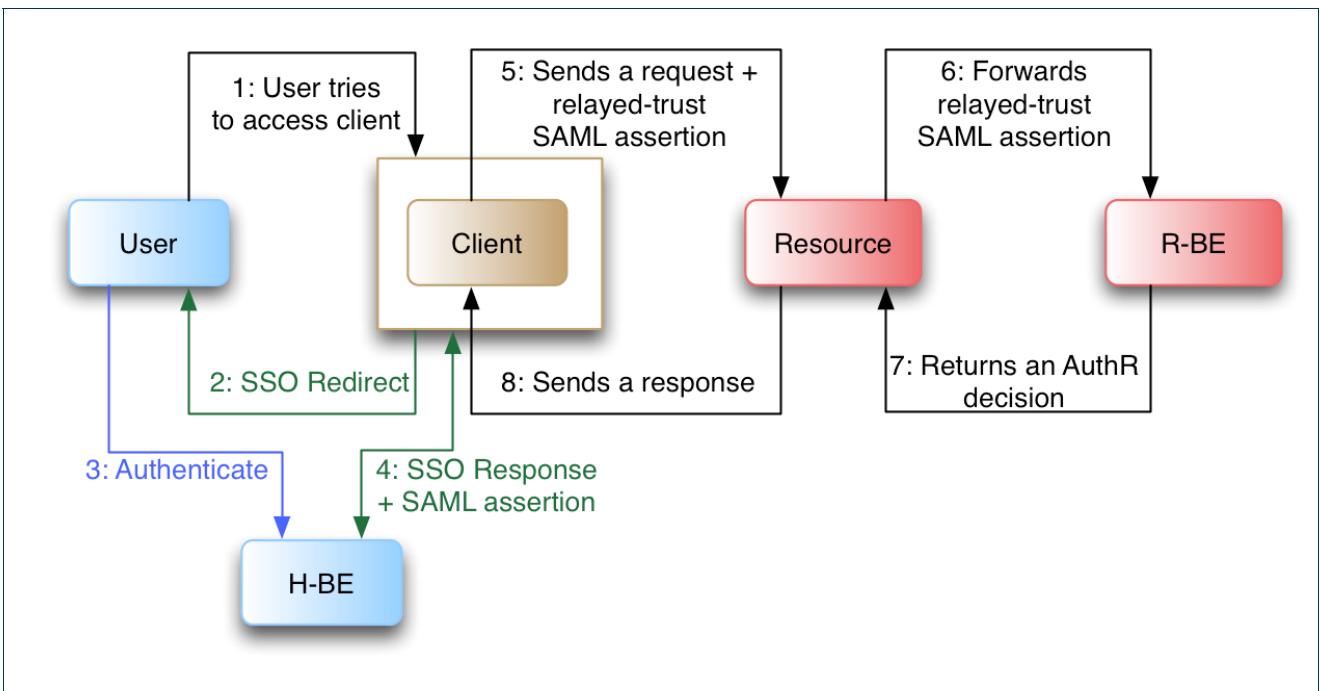 1: User tries
to access client
5: Sends a request +
relayed-trust
SAML assertion
6: Forwards
relayed-trust
SAML assertion
User
Client
Resource
R-BE
2: SSO Redirect
8: Sends a response
7: Returns an AuthR
decision
3: Authenticate
4: SSO Response
+ SAML assertion
H-BE